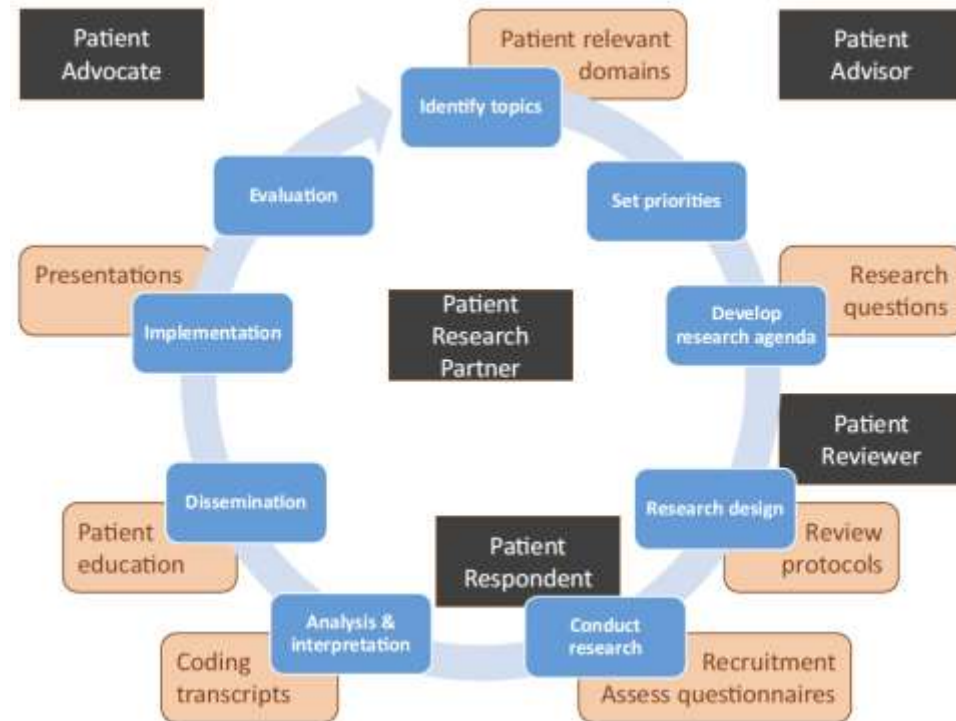 Patient
Advocate
Patient relevant
domains
Patient
Advisor
Identify topics
Evaluation
Set priorities
Presentations
Research
questions
Implementation
Patient
Research
Partner
Develop
research agenda
Patient
Reviewer
Dissemination
Research design
Patient
education
Patient
Respondent
Review
protocols
Analysis &
interpretation
Conduct
research
Coding
transcripts
Recruitment
Assess questionnaires